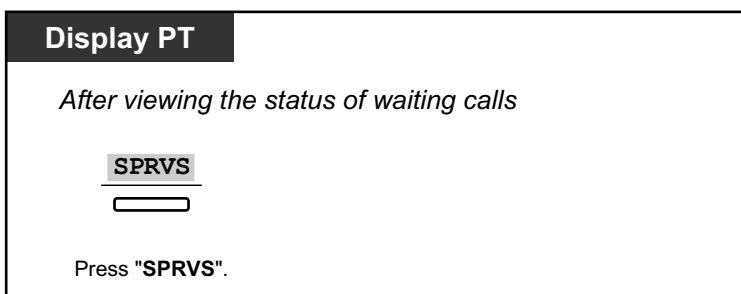 Display PT
After viewing the status of waiting calls
SPRVS
Press "SPRVS".